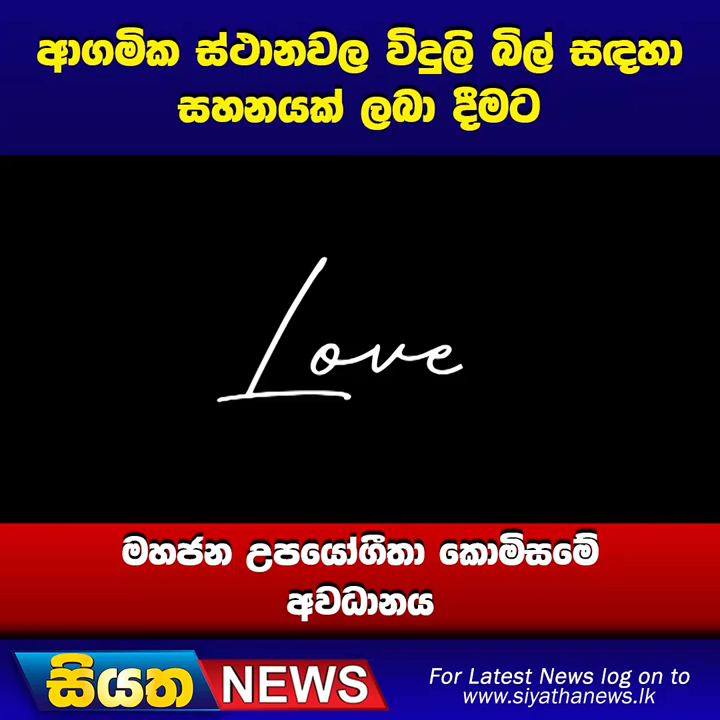 ආගමික ස්ථානවල විදුලි බිල් සඳහා
සහනයක් ලබා දීමට
Love
මහජන උපයෝගීතා කොමිසමේ
අවධානය
සියත NEWS
For Latest News log on to
www.siyathanews.lk